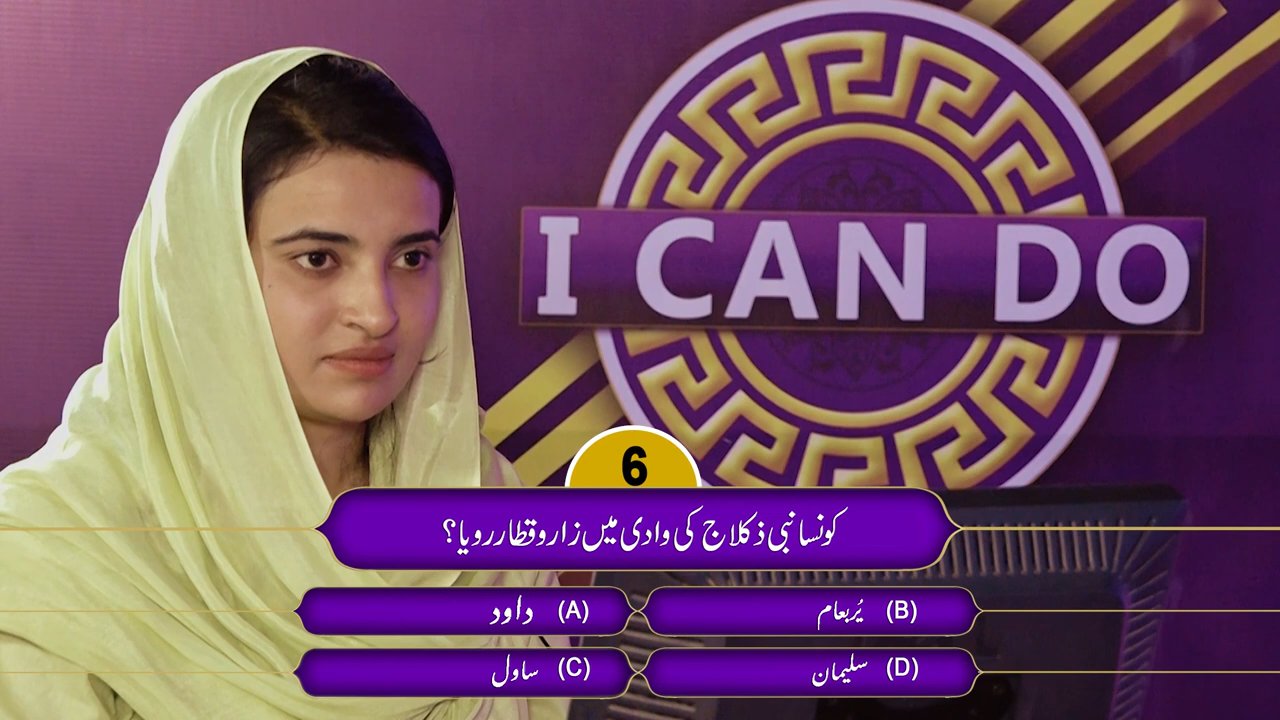 I CAN DO
6
کونسا نبی ذکلاج کی وادی میں زاروقطار رویا؟
(A) داود
(B) یُربعام
(C) ساول
(D) سلیمان